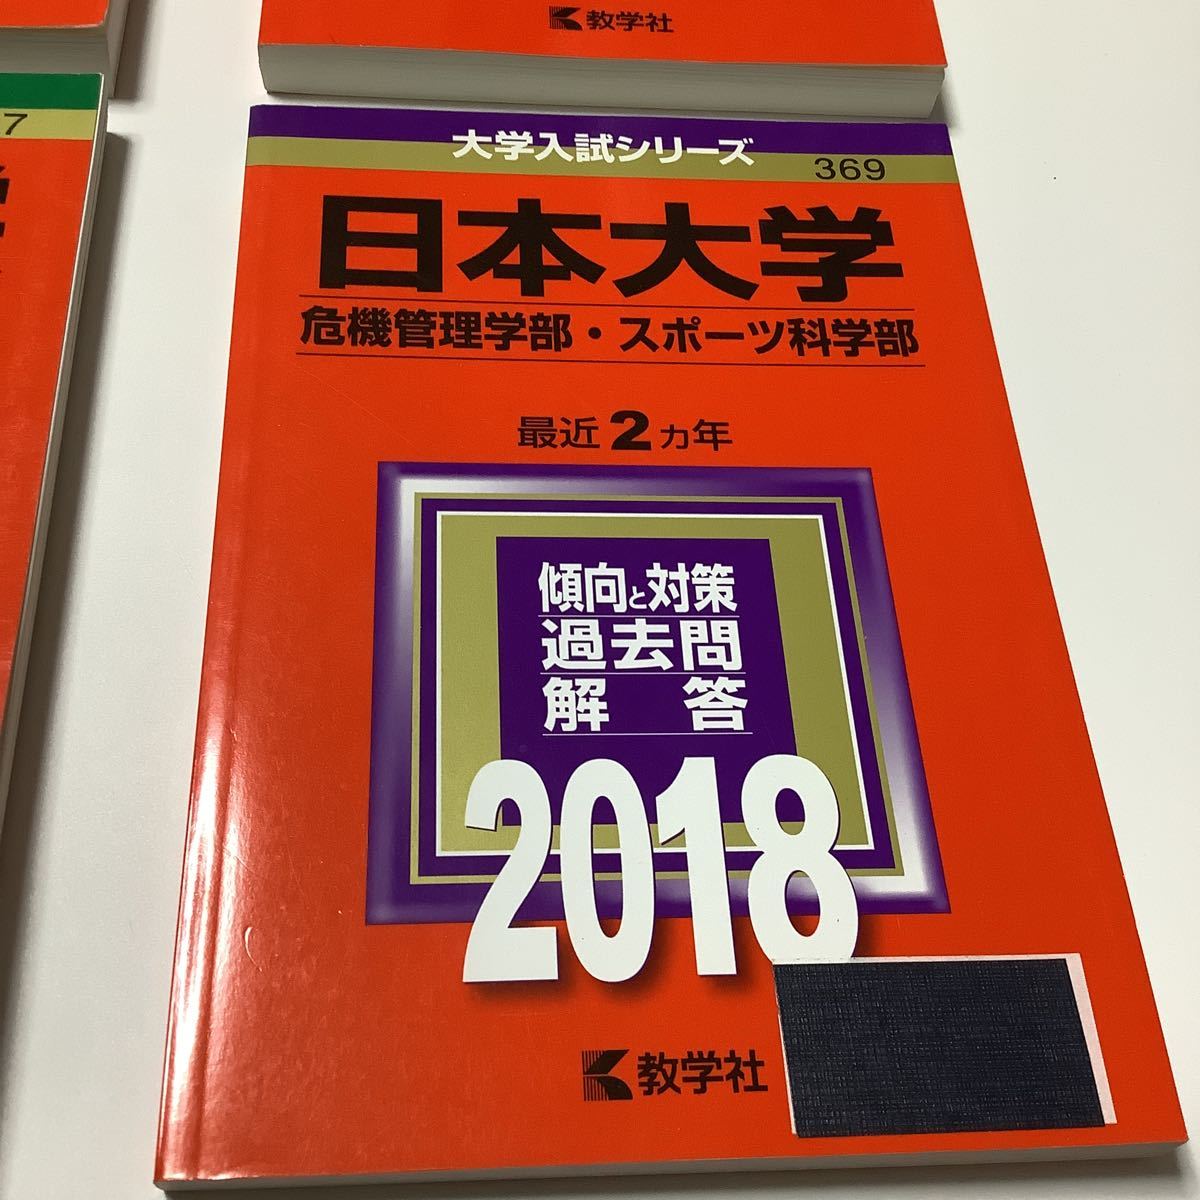 教学社
7
学
大学入試シリーズ
369
日本大学
危機管理学部・スポーツ科学部
最近2カ年
傾向と対策
過去問
解答
2018
教学社